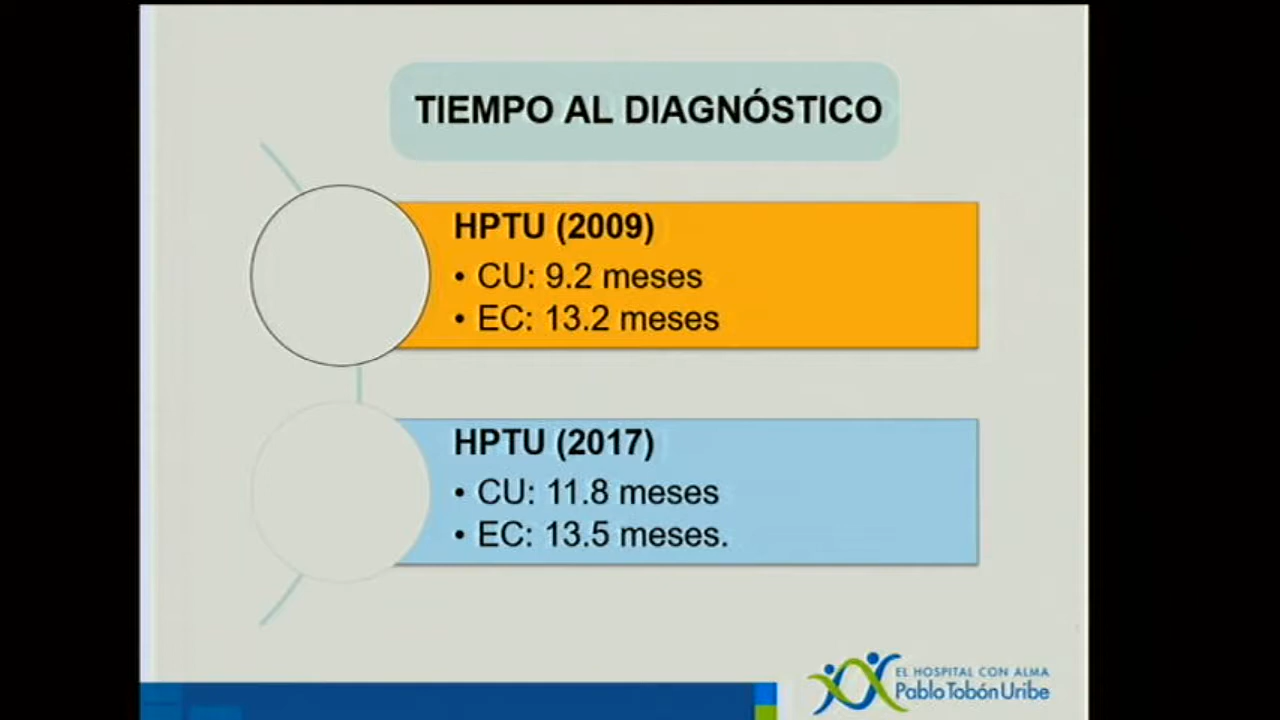 TIEMPO AL DIAGNÓSTICO
HPTU (2009)
• CU: 9.2 meses
• EC: 13.2 meses
HPTU (2017)
• CU: 11.8 meses
• EC: 13.5 meses.
EL HOSPITAL CON ALMA
Pablo Tobón Uribe